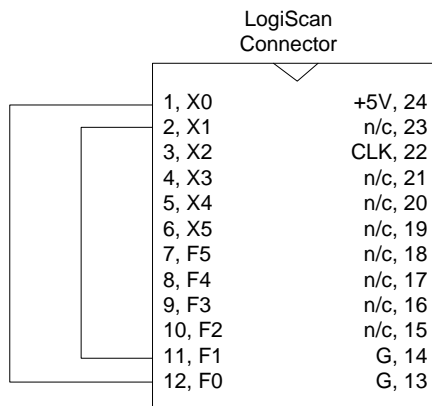 LogiScan
Connector
1, X0 +5V, 24
2, X1 n/c, 23
3, X2 CLK, 22
4, X3 n/c, 21
5, X4 n/c, 20
6, X5 n/c, 19
7, F5 n/c, 18
8, F4 n/c, 17
9, F3 n/c, 16
10, F2 n/c, 15
11, F1 G, 14
12, F0 G, 13